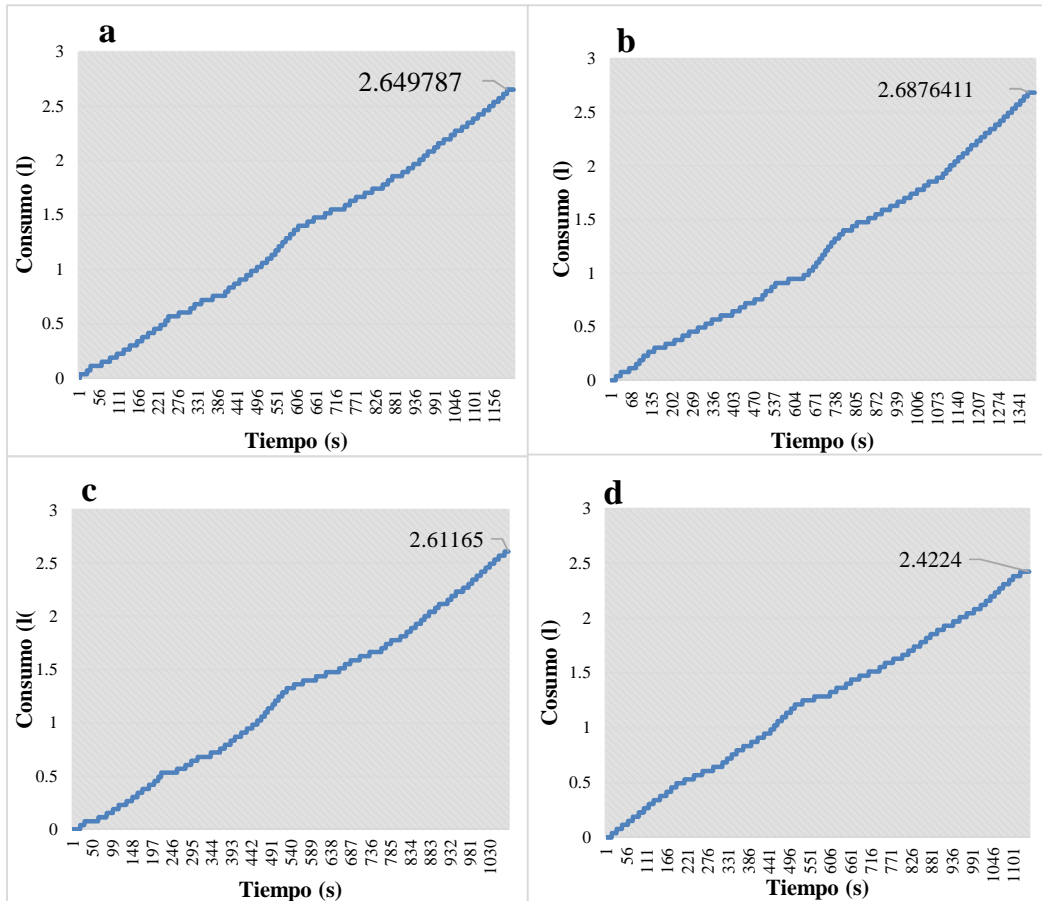 a
3
2.5
2
1.5
1
0.5
0
Consumo (l)
2.649787
1 56 111 166 221 276 331 386 441 496 551 606 661 716 771 826 881 936 991 1046 1101 1156
Tiempo (s)
b
3
2.5
2
1.5
1
0.5
0
Consumo (l)
2.6876411
1 68 135 202 269 336 403 470 537 604 671 738 805 872 939 1006 1073 1140 1207 1274 1341
Tiempo (s)
c
3
2.5
2
1.5
1
0.5
0
Consumo (l(
2.61165
1 50 99 148 197 246 295 344 393 442 491 540 589 638 687 736 785 834 883 932 981 1030
Tiempo (s)
d
3
2.5
2
1.5
1
0.5
0
Cosumo (l)
2.4224
1 56 111 166 221 276 331 386 441 496 551 606 661 716 771 826 881 936 991 1046 1101
Tiempo (s)